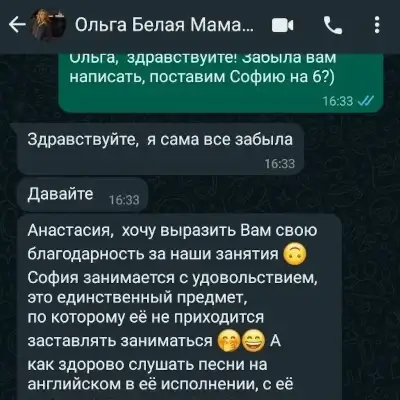 Ольга Белая Мама...
Ольга, здравствуйте! Забыла вам
написать, поставим Софию на 6?)
16:33
Здравствуйте, я сама все забыла
16:33
Давайте 16:33
Анастасия, хочу выразить Вам свою
благодарность за наши занятия 🙃
София занимается с удовольствием,
это единственный предмет,
по которому её не приходится
заставлять заниматься 🤭😄 А
как здорово слушать песни на
английском в её исполнении, с её